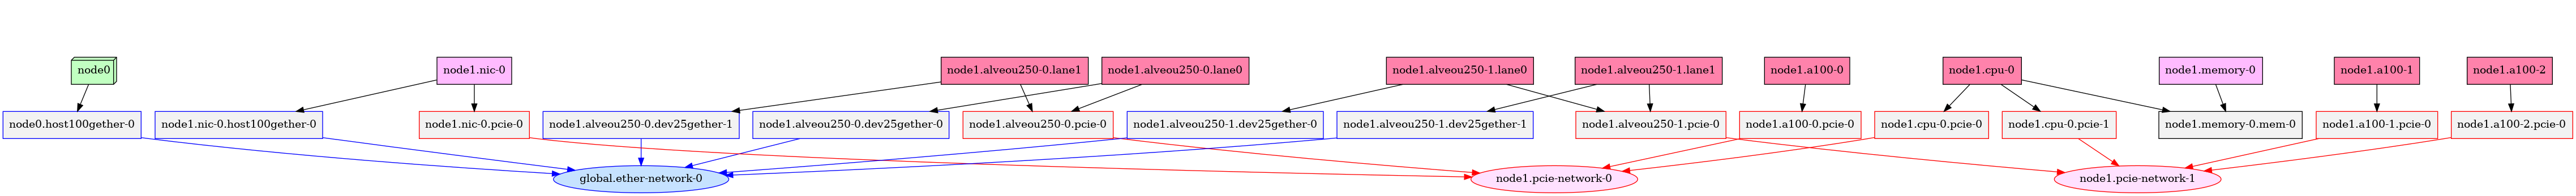 node0
node1.nic-0
node1.alveou250-0.lane1
node1.alveou250-0.lane0
node1.alveou250-1.lane0
node1.alveou250-1.lane1
node1.a100-0
node1.cpu-0
node1.memory-0
node1.a100-1
node1.a100-2
node0.host100gether-0
node1.nic-0.host100gether-0
node1.nic-0.pcie-0
node1.alveou250-0.dev25gether-1
node1.alveou250-0.dev25gether-0
node1.alveou250-0.pcie-0
node1.alveou250-1.dev25gether-0
node1.alveou250-1.dev25gether-1
node1.alveou250-1.pcie-0
node1.a100-0.pcie-0
node1.cpu-0.pcie-0
node1.cpu-0.pcie-1
node1.memory-0.mem-0
node1.a100-1.pcie-0
node1.a100-2.pcie-0
global.ether-network-0
node1.pcie-network-0
node1.pcie-network-1